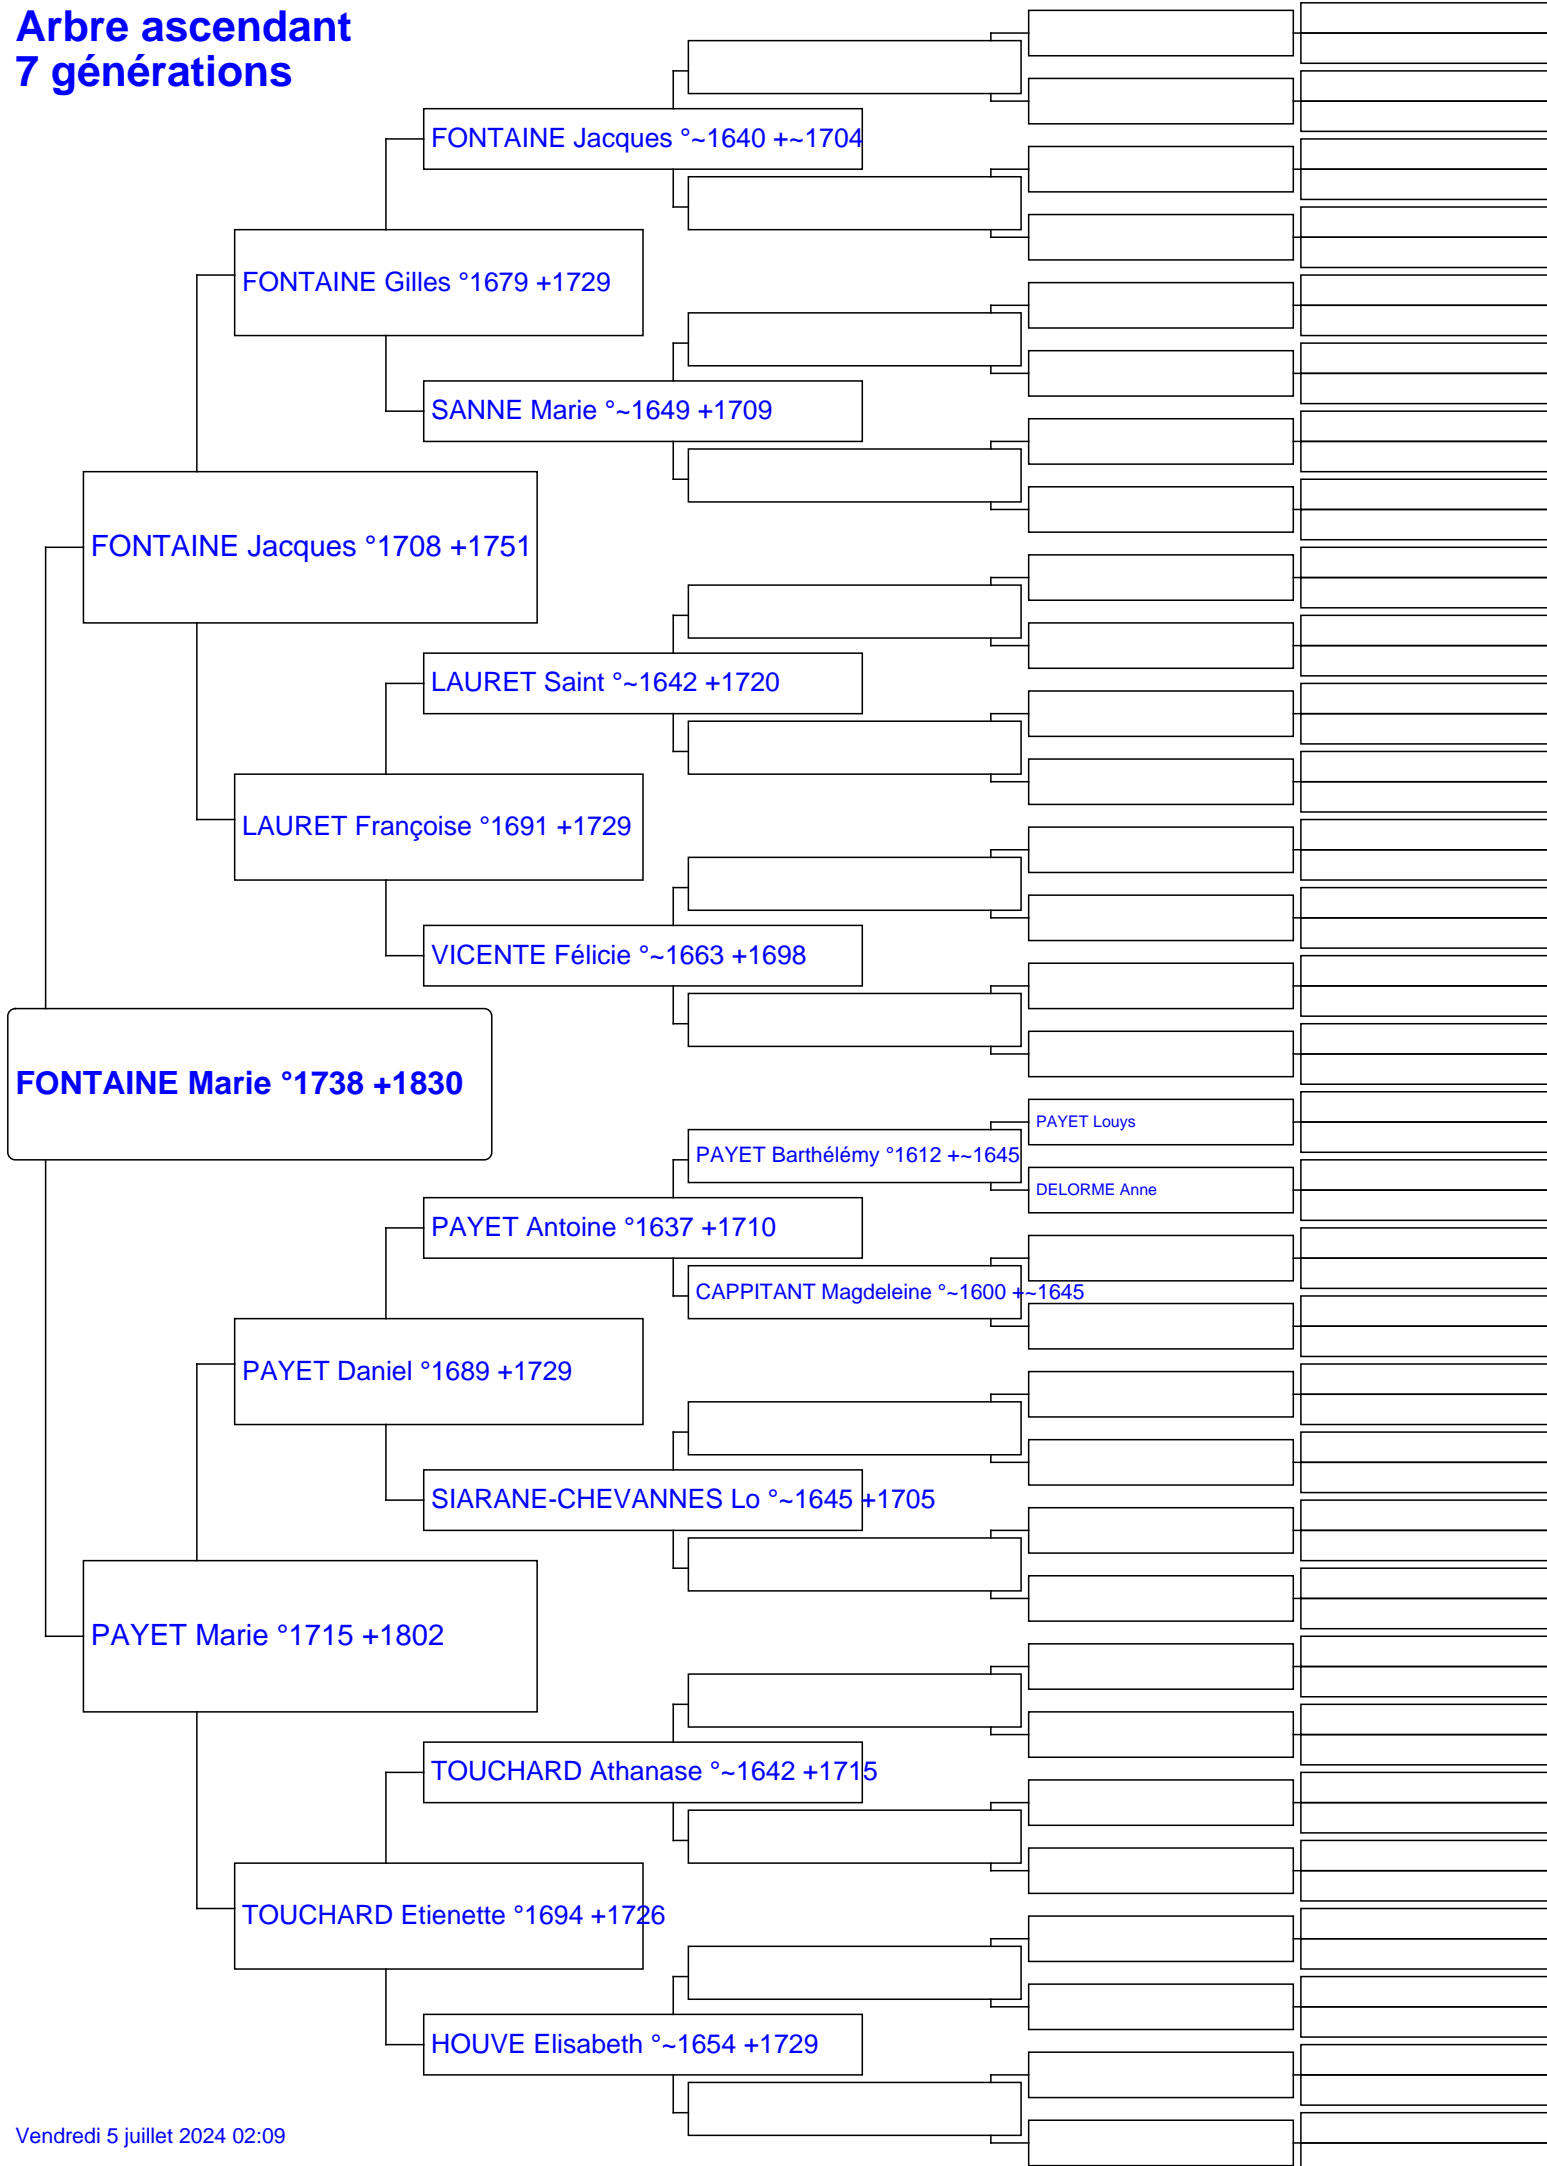 Arbre ascendant
7 générations
FONTAINE Jacques °~1640 +~1704
FONTAINE Gilles °1679 +1729
SANNE Marie °~1649 +1709
FONTAINE Jacques °1708 +1751
LAURET Saint °~1642 +1720
LAURET Françoise °1691 +1729
VICENTE Félicie °~1663 +1698
FONTAINE Marie °1738 +1830
PAYET Louys
PAYET Barthélémy °1612 +~1645
DELORME Anne
PAYET Antoine °1637 +1710
CAPPITANT Magdeleine °~1600 +~1645
PAYET Daniel °1689 +1729
SIARANE-CHEVANNES Lo °~1645 +1705
PAYET Marie °1715 +1802
TOUCHARD Athanase °~1642 +1715
TOUCHARD Etienette °1694 +1726
HOUVE Elisabeth °~1654 +1729
Vendredi 5 juillet 2024 02:09